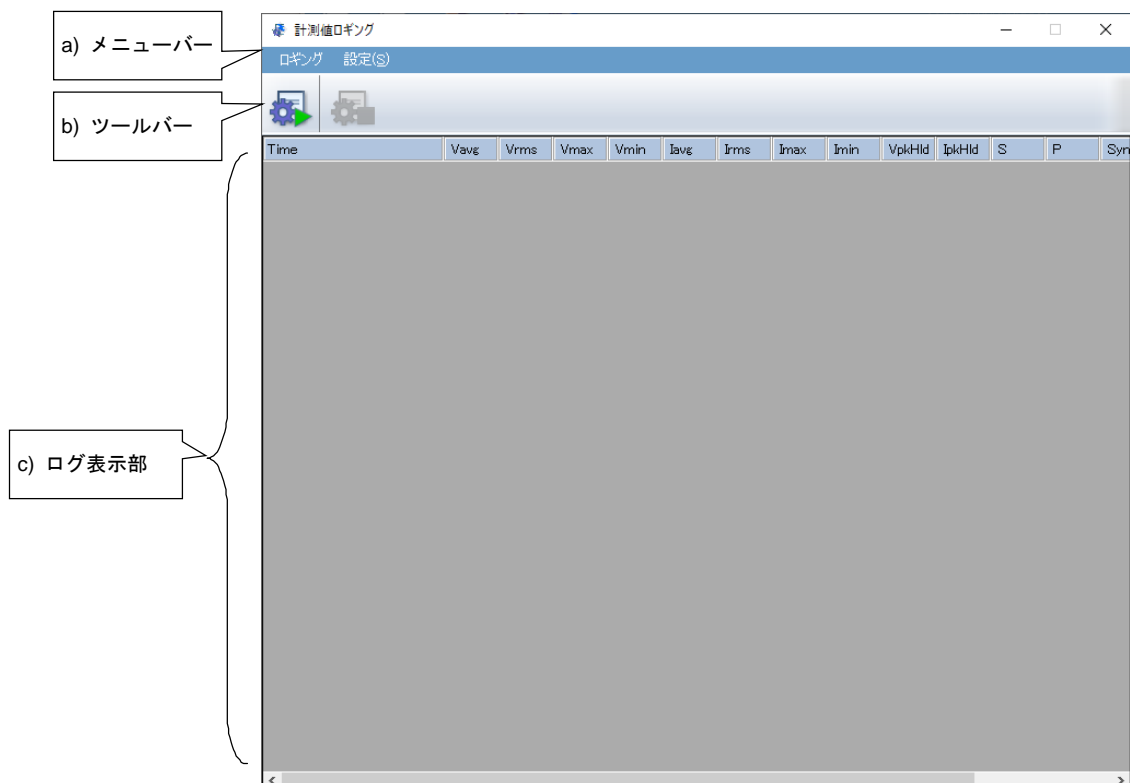 計測値ロギング
a) メニューバー
ロギング 設定(S)
b) ツールバー
Time Vavg Vrms Vmax Vmin Iavg Irms Imax Imin VpkHld IpkHld S P Syn
c) ログ表示部